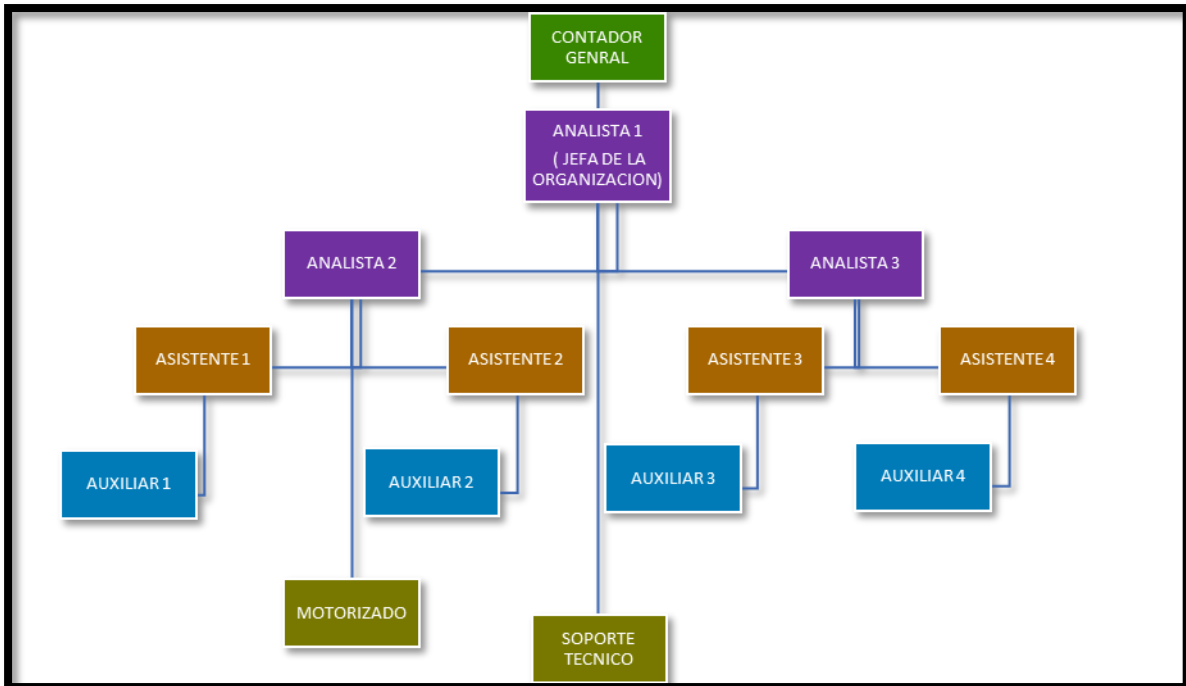 CONTADOR
GENRAL
ANALISTA 1
( JEFA DE LA
ORGANIZACION)
ANALISTA 2
ANALISTA 3
ASISTENTE 1
ASISTENTE 2
ASISTENTE 3
ASISTENTE 4
AUXILIAR 1
AUXILIAR 2
AUXILIAR 3
AUXILIAR 4
MOTORIZADO
SOPORTE
TECNICO